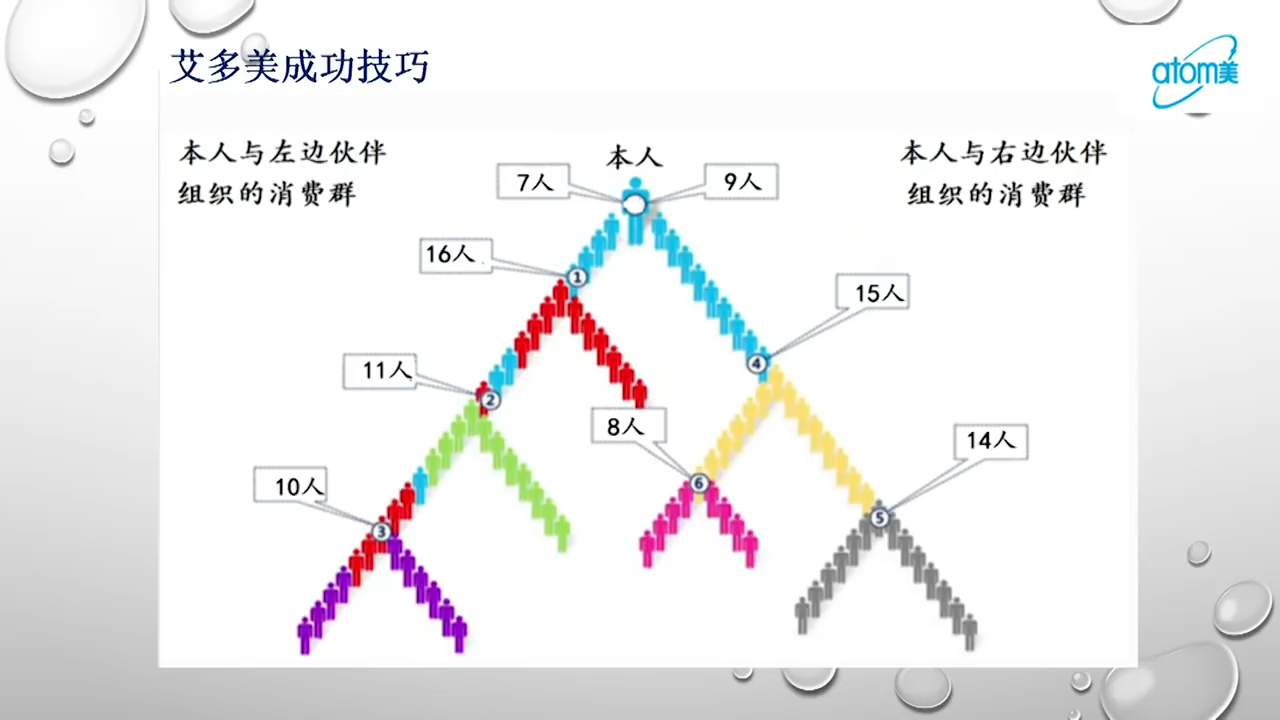 艾多美成功技巧
atom美
本人与左边伙伴
组织的消费群
本人
本人与右边伙伴
组织的消费群
7人
9人
16人
1
15人
4
11人
2
8人
14人
6
10人
5
3